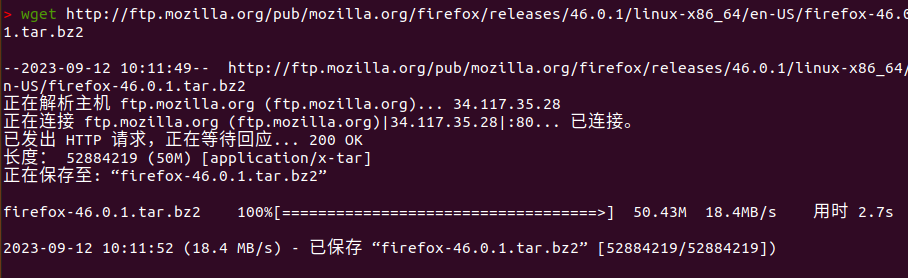 > wget http://ftp.mozilla.org/pub/mozilla.org/firefox/releases/46.0.1/linux-x86_64/en-US/firefox-46.0
1.tar.bz2
--2023-09-12 10:11:49--  http://ftp.mozilla.org/pub/mozilla.org/firefox/releases/46.0.1/linux-x86_64/
n-US/firefox-46.0.1.tar.bz2
正在解析主机 ftp.mozilla.org (ftp.mozilla.org)... 34.117.35.28
正在连接 ftp.mozilla.org (ftp.mozilla.org)|34.117.35.28|:80... 已连接。
已发出 HTTP 请求，正在等待回应... 200 OK
长度： 52884219 (50M) [application/x-tar]
正在保存至: “firefox-46.0.1.tar.bz2”
firefox-46.0.1.tar.bz2    100%[===================================>]  50.43M  18.4MB/s    用时 2.7s
2023-09-12 10:11:52 (18.4 MB/s) - 已保存 “firefox-46.0.1.tar.bz2” [52884219/52884219])